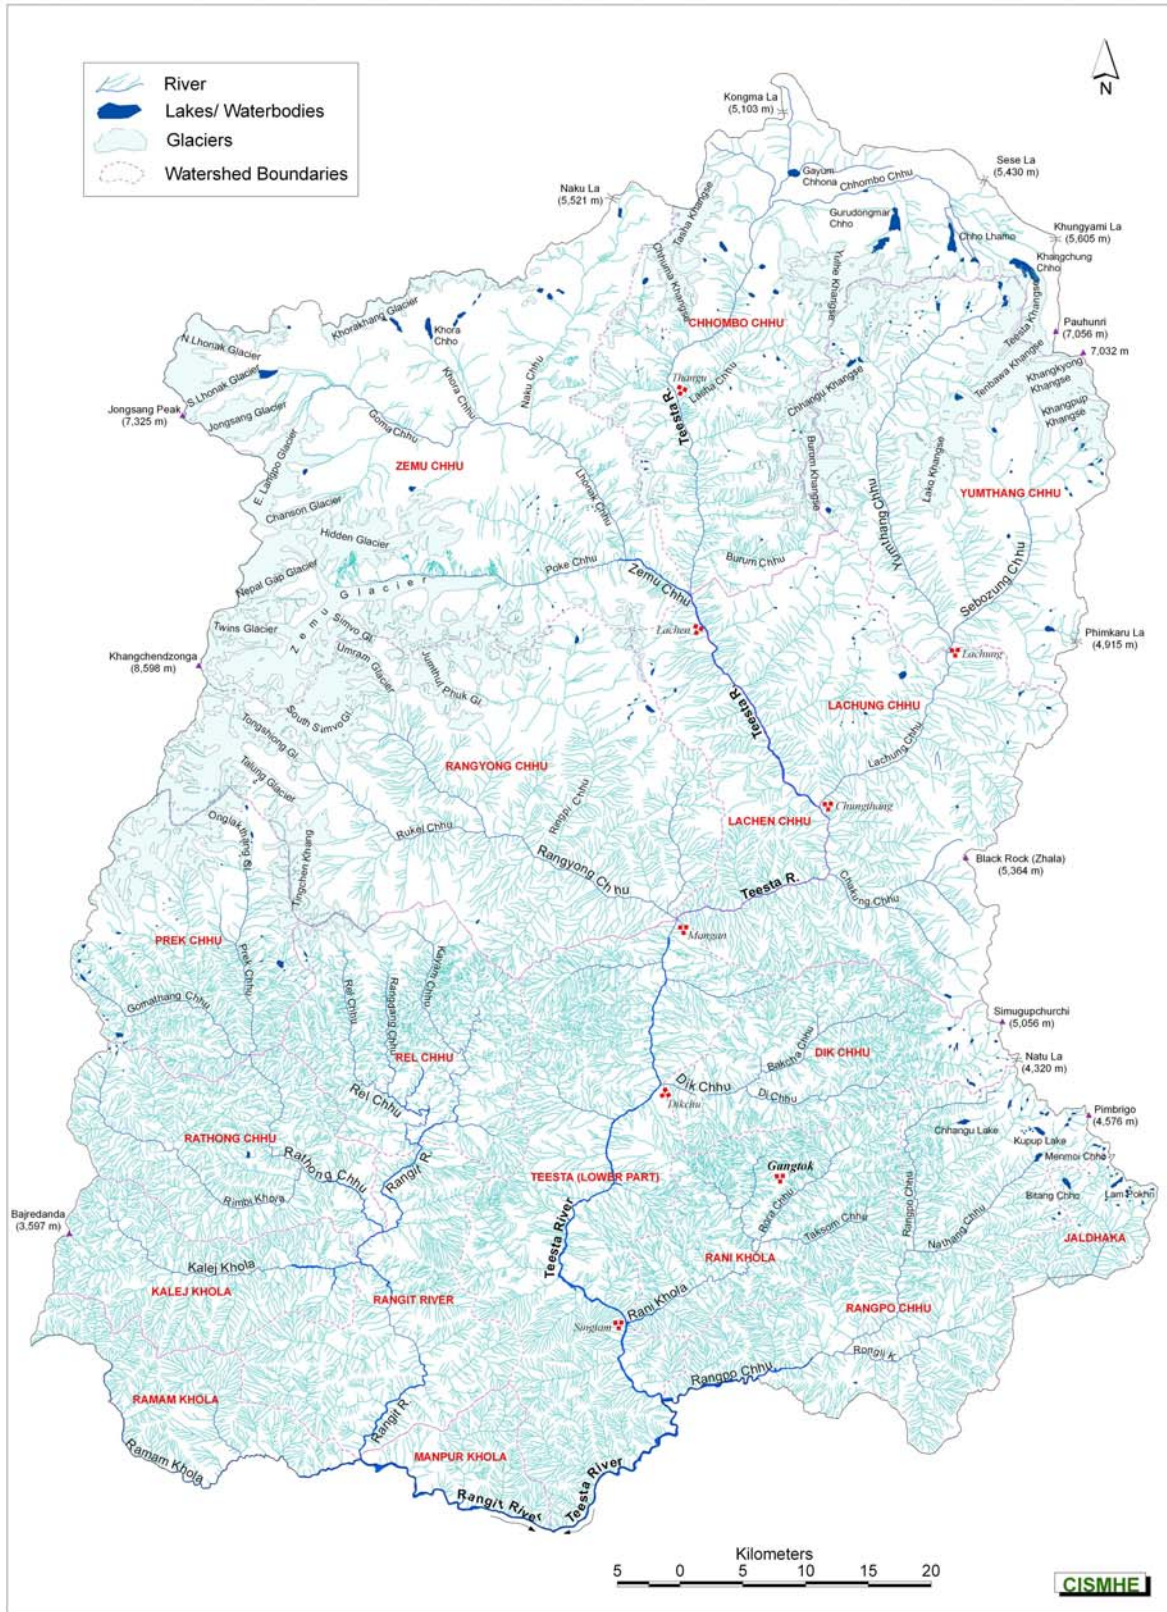 River
Lakes/ Waterbodies
Glaciers
Watershed Boundaries
N
Kongma La
(5,103 m)
Sese La
(5,430 m)
Naku La
(5,521 m)
Gayum
Chhona
Chhombo Chhu
Tasha Khangse
Gurudongmar
Chho
Chho Lhamo
Khungyami La
(5,605 m)
Khangchung
Chho
Chhuma Khangse
Yulhe Khangse
Teesta Khangse
Khorakhang Glacier
Khora
Chho
CHHOMBO CHHU
Pauhunri
(7,056 m)
7,032 m
N.Lhonak Glacier
S.Lhonak Glacier
Tenbawa Khangse
Khangkyong
Khangse
Khangpup
Khangse
Naku Chhu
Khora Chhu
Thangu
Lasha Chhu
Chhangu Khangse
Jongsang Peak
(7,325 m)
Jongsang Glacier
Goma Chhu
Teesta R.
E. Langpo Glacier
ZEMU CHHU
Burum Khangse
Lako Khangse
YUMTHANG CHHU
Lhonak Chhu
Chanson Glacier
Yumthang Chhu
Hidden Glacier
Sebozung Chhu
Nepal Gap Glacier
Poke Chhu
Zemu Chhu
Burum Chhu
Zemu Glacier
Simvo Gl.
Twins Glacier
Lachen
Khangchendzonga
(8,598 m)
Umram Glacier
Jumthul Phuk Gl.
Lachung
Phimkaru La
(4,915 m)
Teesta R.
LACHUNG CHHU
South Simvo Gl.
Tongshiong Gl.
Talung Glacier
Lachung Chhu
RANGYONG CHHU
Ringpi Chhu
Chungthang
LACHEN CHHU
Onglakthang Gl.
Rukel Chhu
Tingchen Khang
Rangyong Chhu
Black Rock (Zhala)
(5,364 m)
Teesta R.
Chakung Chhu
Mangan
PREK CHHU
Prek Chhu
Kayam Chho
Rel Chhu
Ranggang Chhu
Gomathang Chhu
Simugupchurchi
(5,056 m)
REL CHHU
Bakcha Chhu
DIK CHHU
Natu La
(4,320 m)
Dik Chhu
Di Chhu
Dikchu
Rel Chhu
Pimbrigo
(4,576 m)
Chhangu Lake
Kupup Lake
Menmoi Chho
RATHONG CHHU
Rathong Chhu
Rangit R.
TEESTA (LOWER PART)
Gangtok
Rimbi Khora
Rora Chhu
Rangpo Chhu
Bitang Chho
Lam Pokhri
Bajredanda
(3,597 m)
Teesta River
Taksom Chhu
Nathang Chhu
JALDHAKA
RANI KHOLA
Kalej Khola
KALEJ KHOLA
RANGIT RIVER
Rani Khola
RANGPO CHHU
Singtam
Rongli K.
Rangpo Chhu
RAMAM KHOLA
Rangit R.
Ramam Khola
MANPUR KHOLA
Rangit River
Teesta River
Kilometers
5 0 5 10 15 20
CISMHE